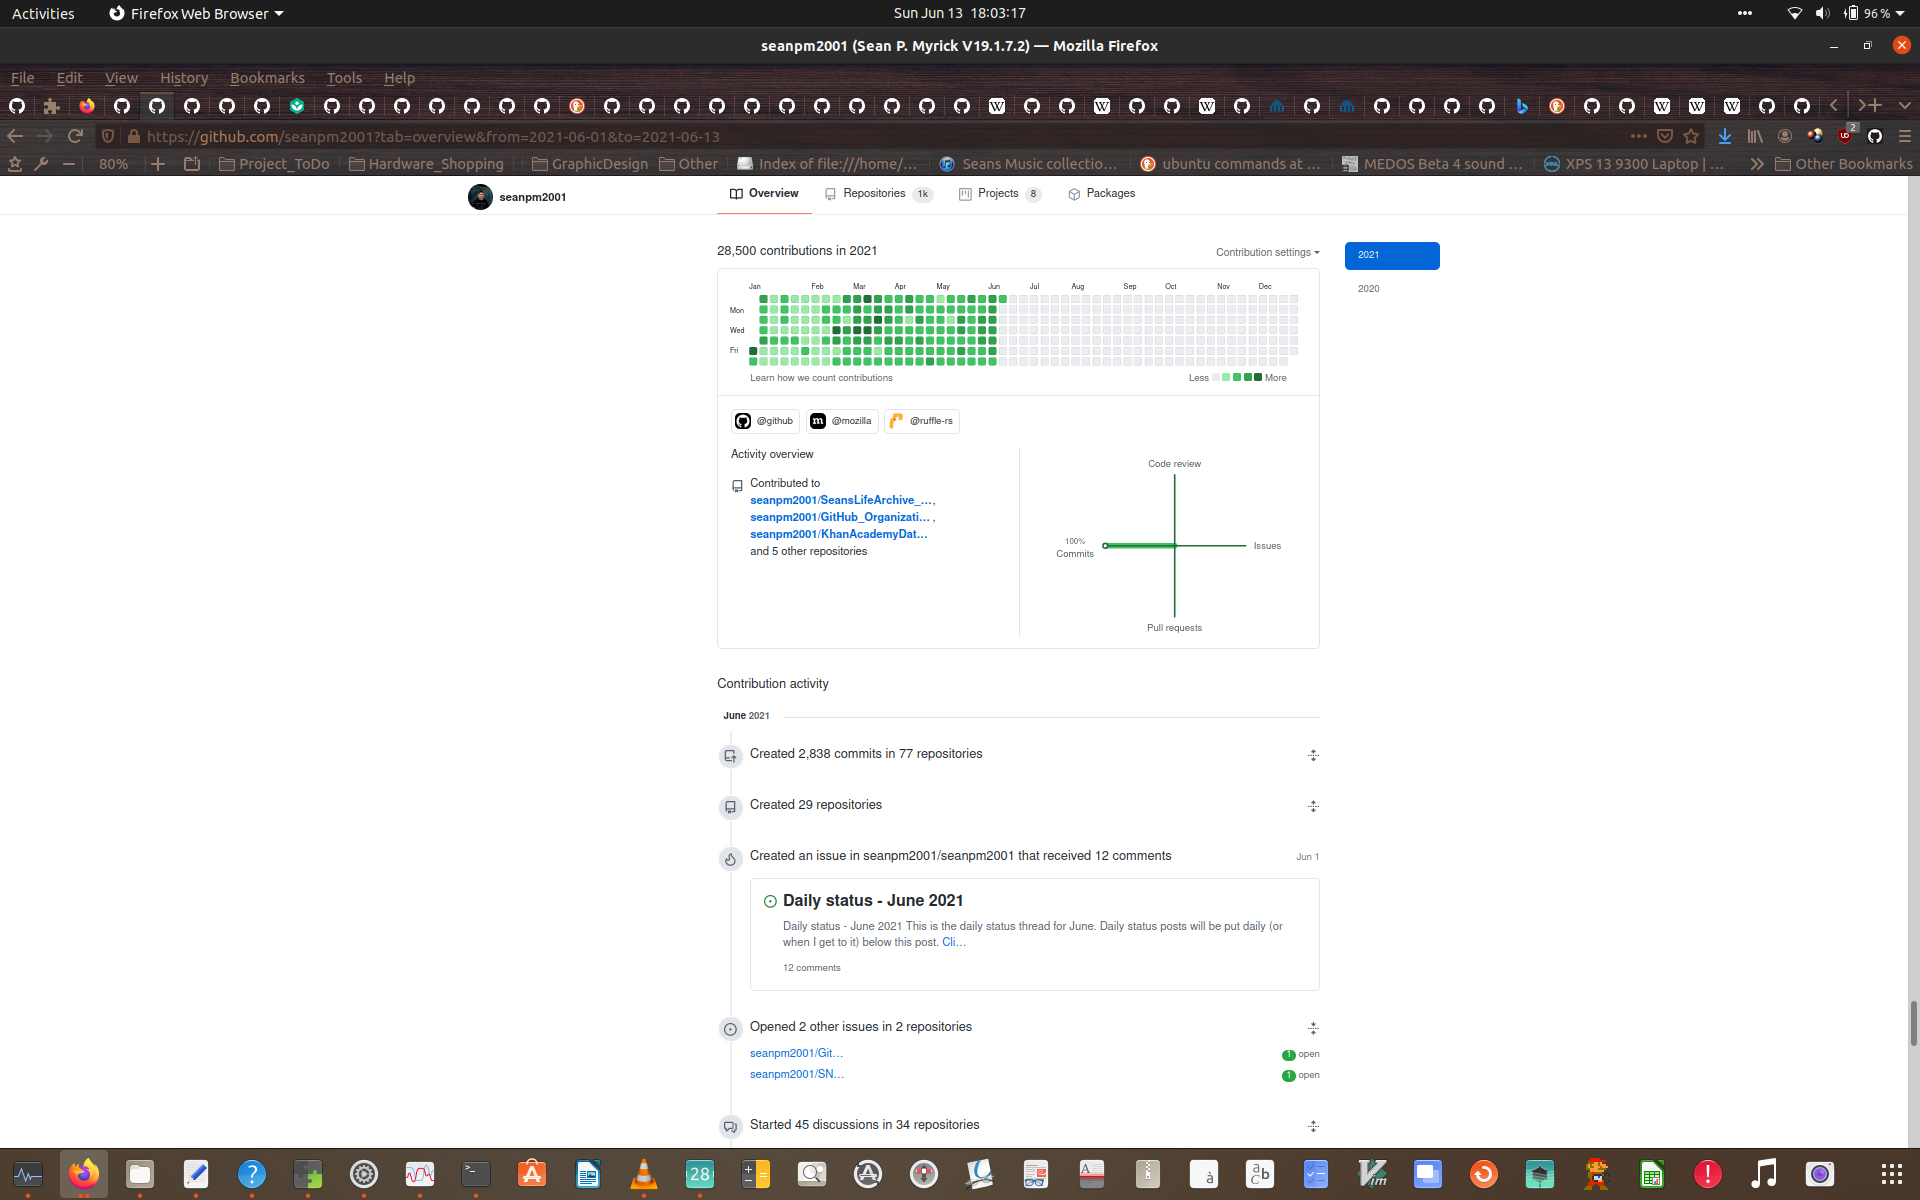 Activities
Firefox Web Browser
Sun Jun 13 18:03:17
96 %
seanpm2001 (Sean P. Myrick V19.1.7.2) — Mozilla Firefox
File Edit View History Bookmarks Tools Help
https://github.com/seanpm2001?tab=overview&from=2021-06-01&to=2021-06-13
2
80%
Project_ToDo
Hardware_Shopping
GraphicDesign
Other
Index of file:///home/...
Seans Music collectio...
ubuntu commands at ...
MEDOS Beta 4 sound ...
XPS 13 9300 Laptop | ...
Other Bookmarks
seanpm2001
Overview
Repositories 1k
Projects 8
Packages
28,500 contributions in 2021
Contribution settings
2021
2020
Jan Feb Mar Apr May Jun Jul Aug Sep Oct Nov Dec
Mon
Wed
Fri
Learn how we count contributions
Less More
@github
@mozilla
@ruffle-rs
Activity overview
Contributed to
seanpm2001/SeansLifeArchive_...,
seanpm2001/GitHub_Organizati... ,
seanpm2001/KhanAcademyDat...
and 5 other repositories
Code review
100%
Commits
Issues
Pull requests
Contribution activity
June 2021
Created 2,838 commits in 77 repositories
Created 29 repositories
Created an issue in seanpm2001/seanpm2001 that received 12 comments
Jun 1
Daily status - June 2021
Daily status - June 2021 This is the daily status thread for June. Daily status posts will be put daily (or
when I get to it) below this post. Cli...
12 comments
Opened 2 other issues in 2 repositories
seanpm2001/Git...
1 open
seanpm2001/SN...
1 open
Started 45 discussions in 34 repositories
28